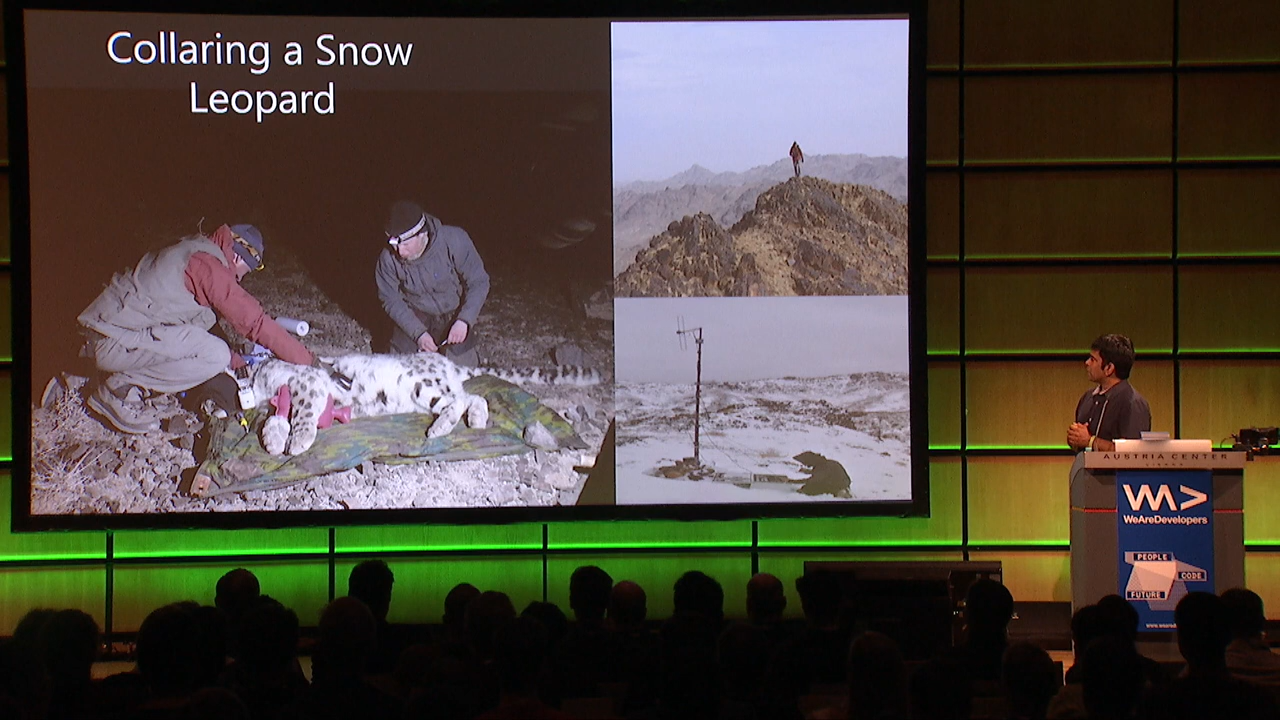 Collaring a Snow
Leopard
AUSTRIA CENTER
WeAreDevelopers
PEOPLE
CODE
FUTURE